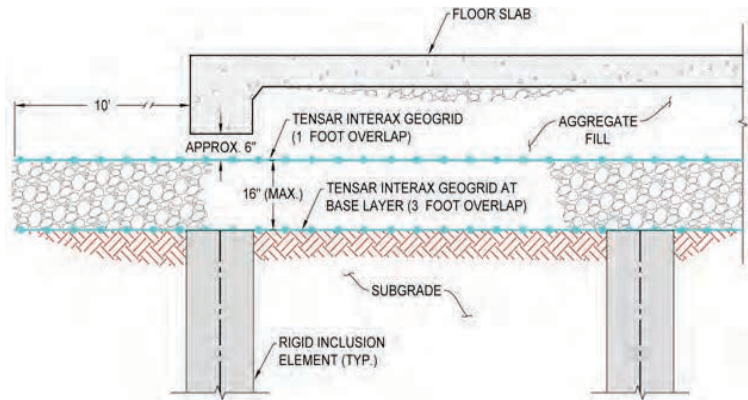 FLOOR SLAB
10'
TENSAR INTERAX GEOGRID
(1 FOOT OVERLAP)
AGGREGATE
FILL
APPROX. 6"
16" (MAX.)
TENSAR INTERAX GEOGRID AT
BASE LAYER (3 FOOT OVERLAP)
SUBGRADE
RIGID INCLUSION
ELEMENT (TYP.)